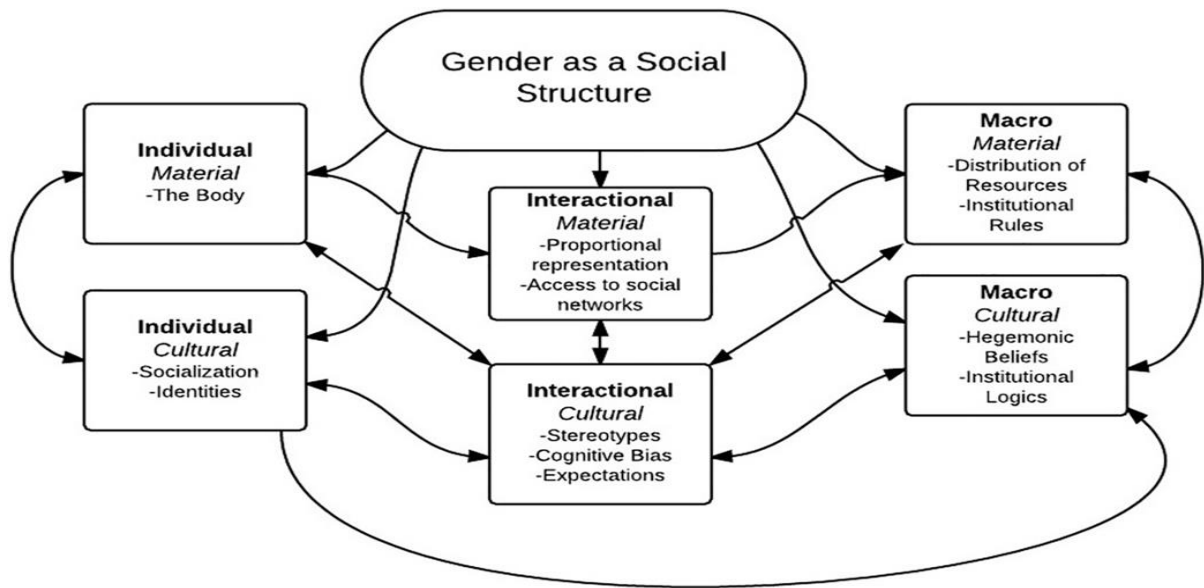 Gender as a Social
Structure
Individual
Material
-The Body
Individual
Cultural
-Socialization
-Identities
Interactional
Material
-Proportional
representation
-Access to social
networks
Interactional
Cultural
-Stereotypes
-Cognitive Bias
-Expectations
Macro
Material
-Distribution of
Resources
-Institutional
Rules
Macro
Cultural
-Hegemonic
Beliefs
-Institutional
Logics